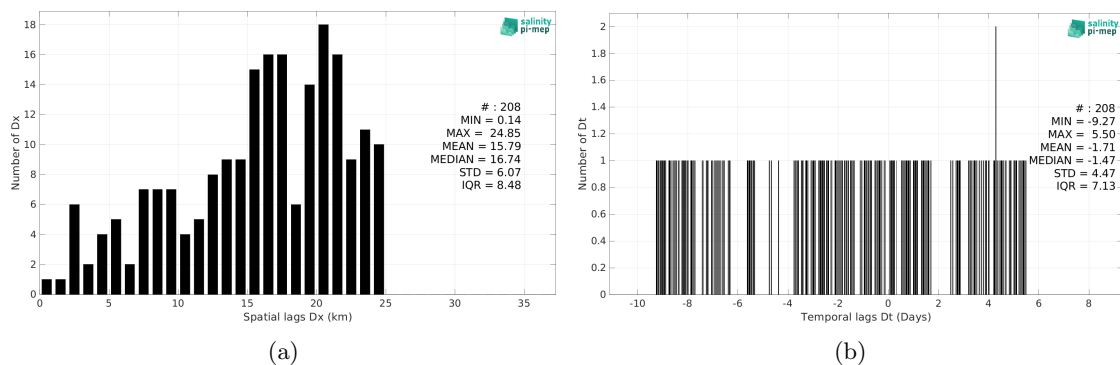 18
16
14
12
10
8
6
4
2
0
Number of Dx
0 5 10 15 20 25 30 35
Spatial lags Dx (km)
salinity
pi-mep
# : 208
MIN = 0.14
MAX = 24.85
MEAN = 15.79
MEDIAN = 16.74
STD = 6.07
IQR = 8.48
(a)
2
1.8
1.6
1.4
1.2
1
0.8
0.6
0.4
0.2
0
Number of Dt
-10 -8 -6 -4 -2 0 2 4 6 8
Temporal lags Dt (Days)
salinity
pi-mep
# : 208
MIN = -9.27
MAX = 5.50
MEAN = -1.71
MEDIAN = -1.47
STD = 4.47
IQR = 7.13
(b)